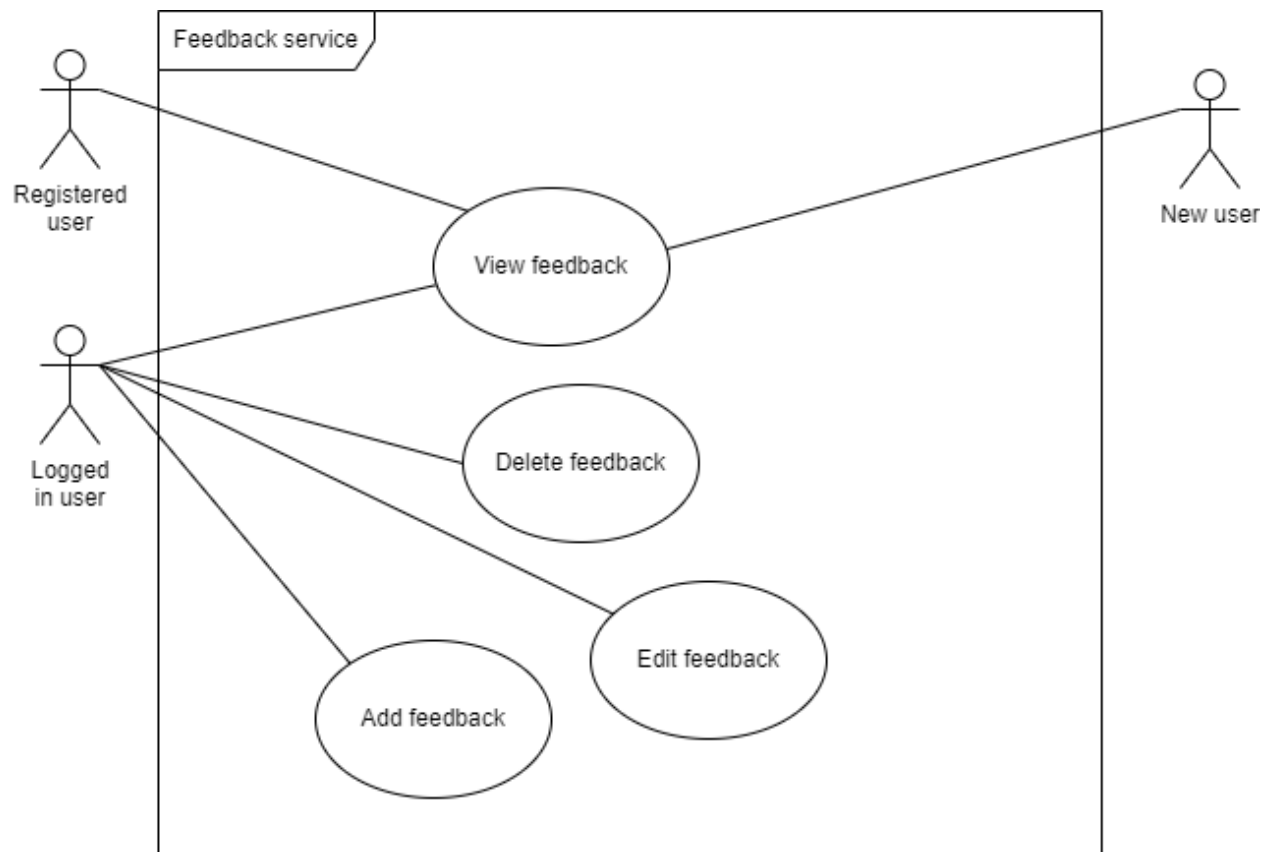 Feedback service
Registered
user
New user
View feedback
Logged
in user
Delete feedback
Edit feedback
Add feedback